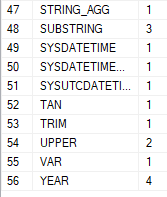 47 STRING_AGG 1
48 SUBSTRING 3
49 SYSDATETIME 1
50 SYSDATETIME... 1
51 SYSUTCDATETI... 1
52 TAN 1
53 TRIM 1
54 UPPER 2
55 VAR 1
56 YEAR 4